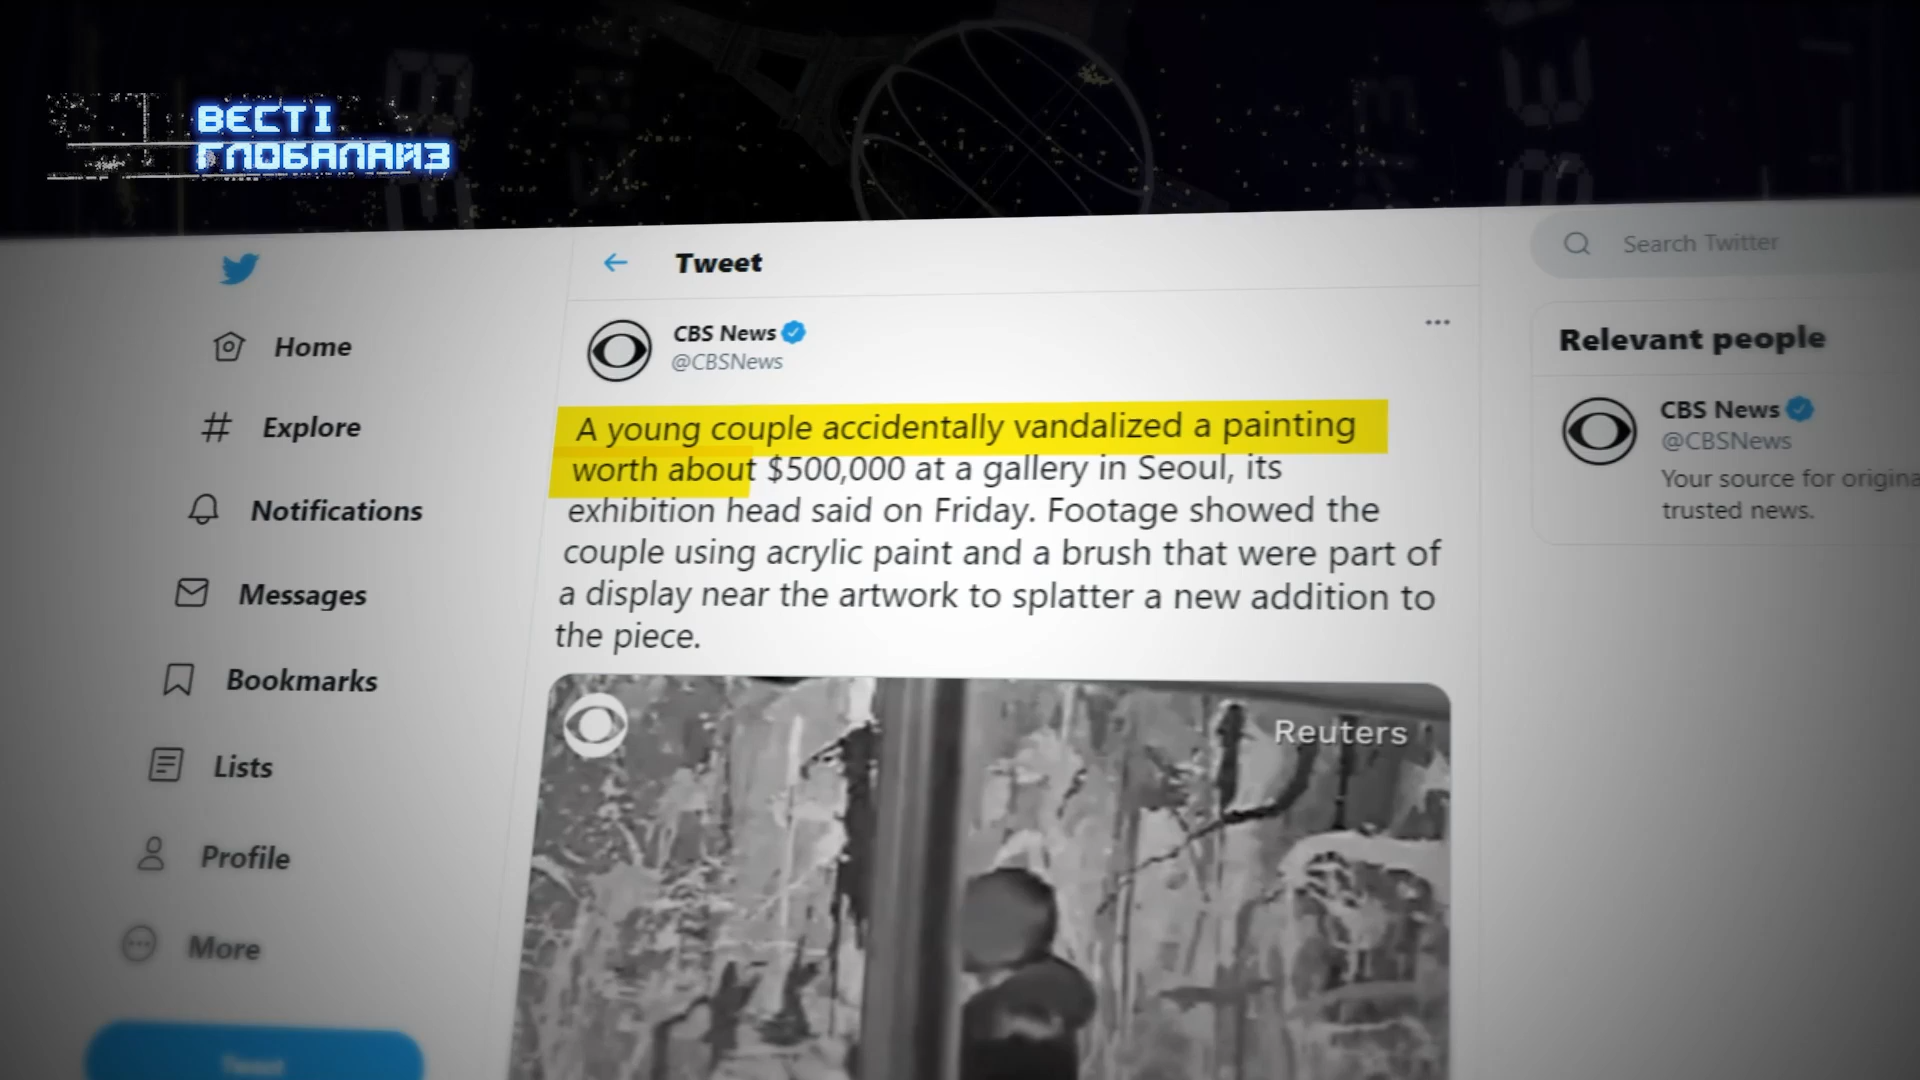 ВЕСТІ
ГЛОБАЛАЙЗ
Tweet
Search Twitter
Home
Explore
Notifications
Messages
Bookmarks
Lists
Profile
More
Tweet
CBS News
@CBSNews
A young couple accidentally vandalized a painting
worth about $500,000 at a gallery in Seoul, its
exhibition head said on Friday. Footage showed the
couple using acrylic paint and a brush that were part of
a display near the artwork to splatter a new addition to
the piece.
Reuters
Relevant people
CBS News
@CBSNews
Your source for origina
trusted news.